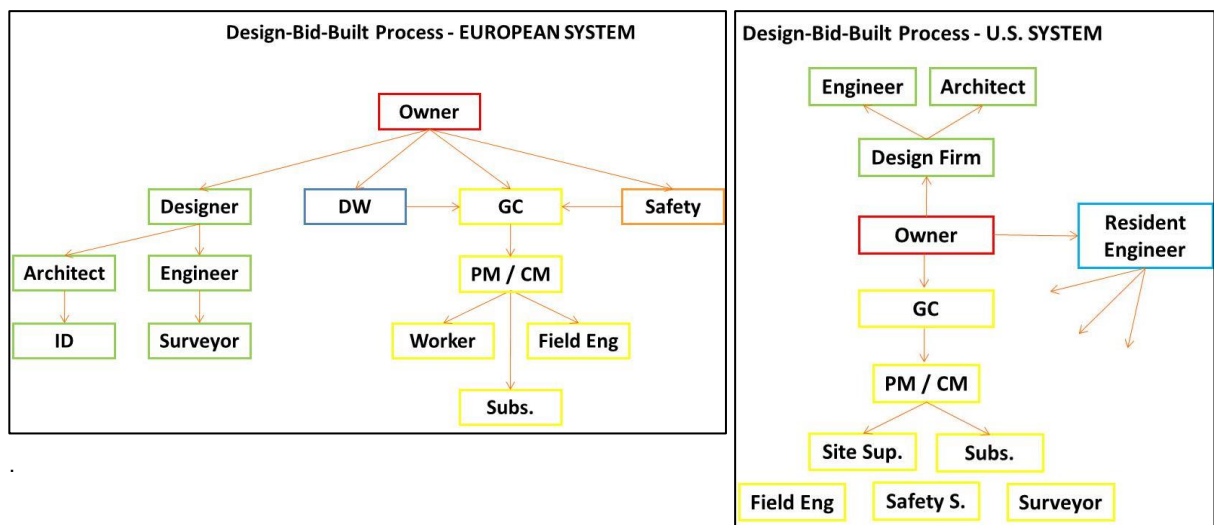 Design-Bid-Built Process - EUROPEAN SYSTEM
Owner
Designer
DW
GC
Safety
Architect
Engineer
PM / CM
ID
Surveyor
Worker
Field Eng
Subs.
.
Design-Bid-Built Process - U.S. SYSTEM
Engineer
Architect
Design Firm
Owner
Resident
Engineer
GC
PM / CM
Site Sup.
Subs.
Field Eng
Safety S.
Surveyor